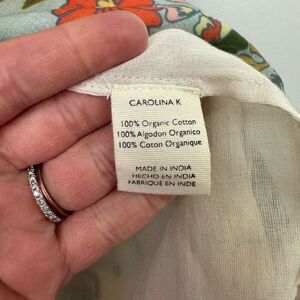 CAROLINA K
100% Organic Cotton
100% Algodon Organico
100% Coton Organique
MADE IN INDIA
HECHO EN INDIA
FABRIQUÉ EN INDE